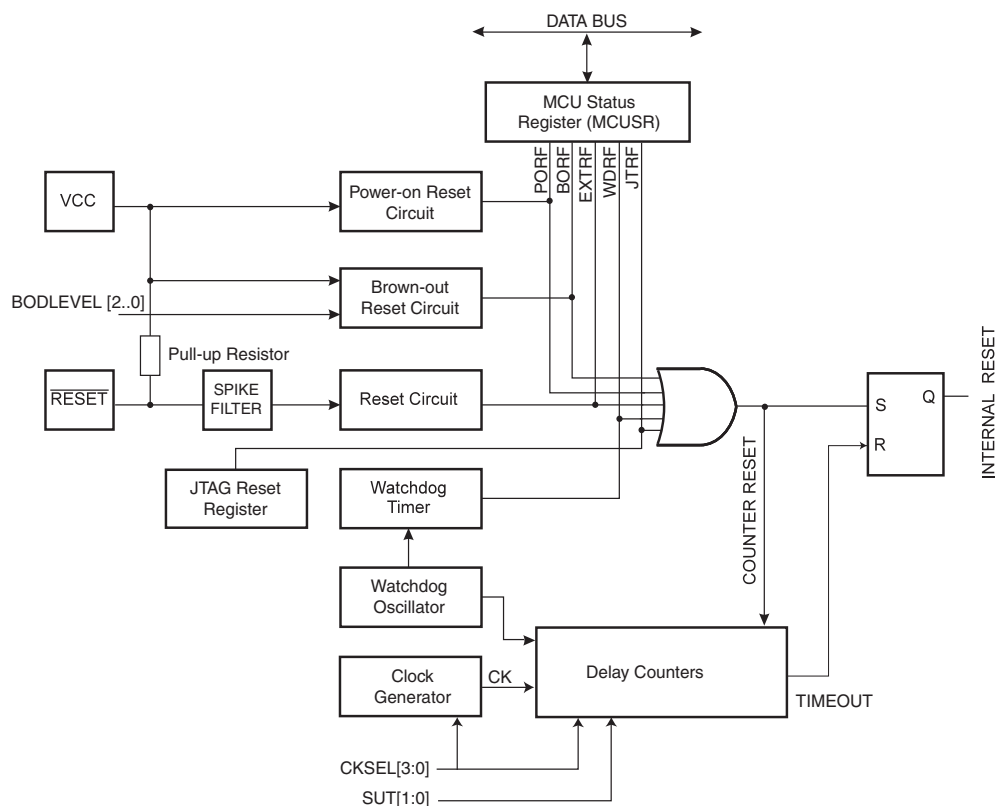 DATA BUS
MCU Status
Register (MCUSR)
PORF
BORF
EXTRF
WDRF
JTRF
VCC
Power-on Reset
Circuit
BODLEVEL [2..0]
Brown-out
Reset Circuit
Pull-up Resistor
RESET
SPIKE
FILTER
Reset Circuit
S
Q
R
INTERNAL RESET
JTAG Reset
Register
Watchdog
Timer
COUNTER RESET
Watchdog
Oscillator
Clock
Generator
CK
Delay Counters
TIMEOUT
CKSEL[3:0]
SUT[1:0]